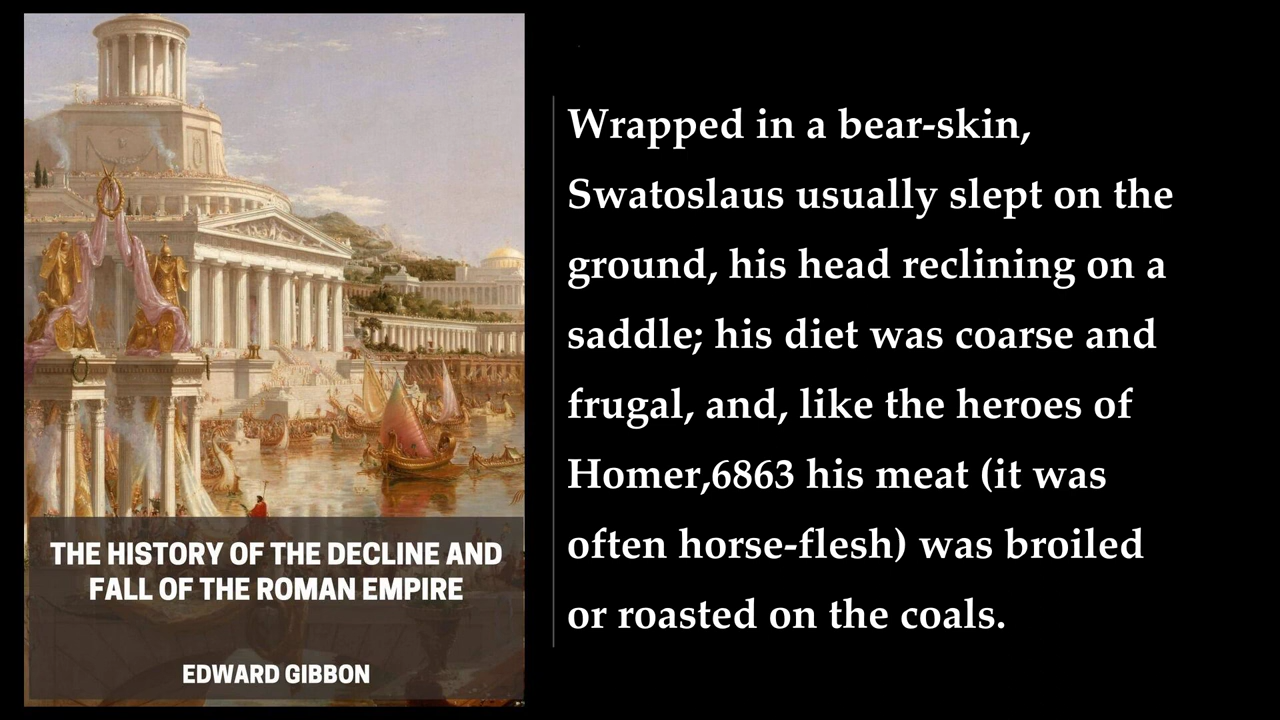 THE HISTORY OF THE DECLINE AND
FALL OF THE ROMAN EMPIRE
EDWARD GIBBON
Wrapped in a bear-skin,
Swatoslaus usually slept on the
ground, his head reclining on a
saddle; his diet was coarse and
frugal, and, like the heroes of
Homer,6863 his meat (it was
often horse-flesh) was broiled
or roasted on the coals.